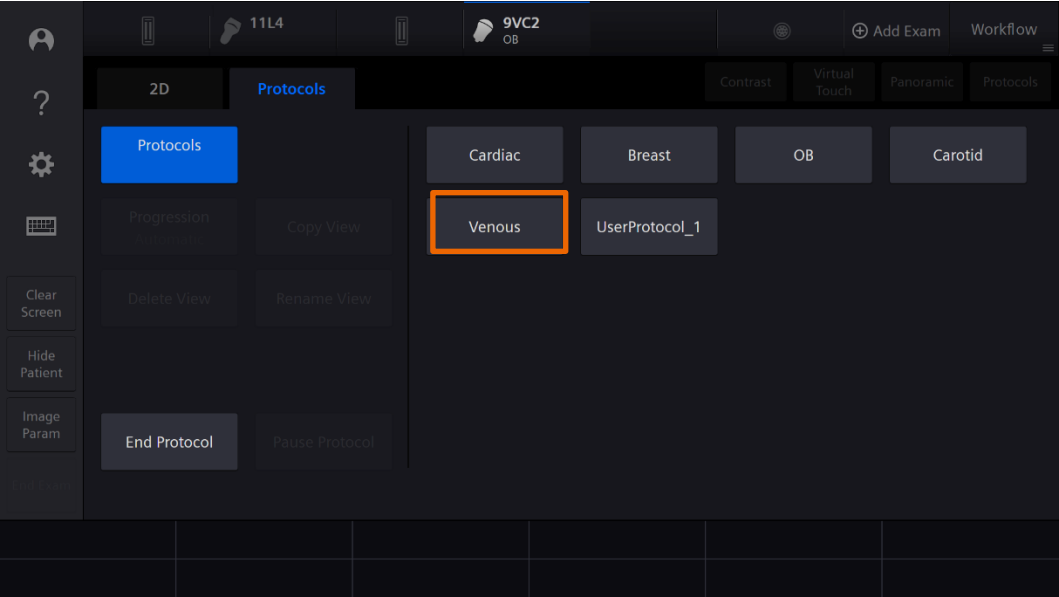 11L4
9VC2
OB
Add Exam
Workflow
2D
Protocols
Contrast
Virtual
Touch
Panoramic
Protocols
Protocols
Cardiac
Breast
OB
Carotid
Progression
Copy View
Venous
UserProtocol_1
Delete View
Rename View
Clear
Screen
Hide
Patient
Image
Param
End Protocol
Pause Protocol